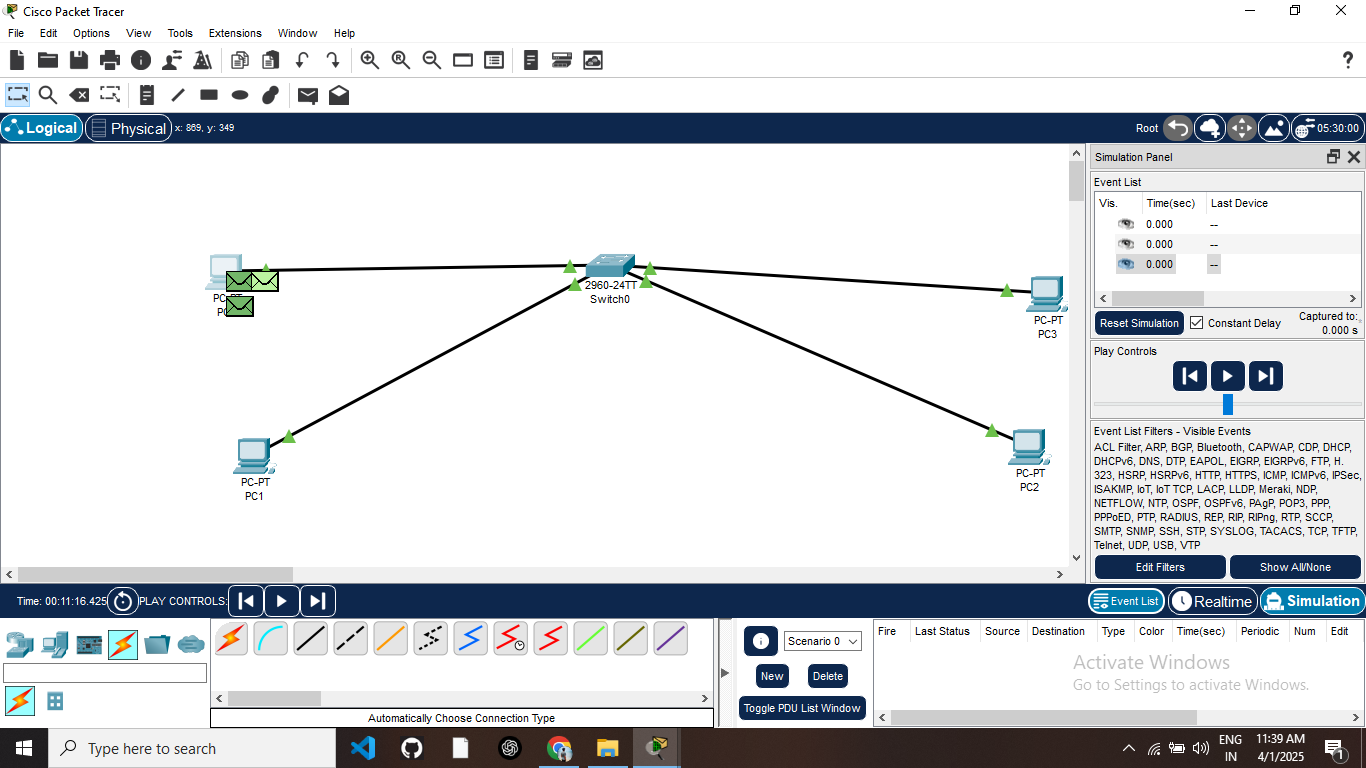 Cisco Packet Tracer
File Edit Options View Tools Extensions Window Help
?
Logical Physical x: 869, y: 349 Root 05:30:00
Simulation Panel
Event List
Vis. Time(sec) Last Device
0.000 --
0.000 --
0.000 --
Reset Simulation Constant Delay Captured to:
0.000 s
Play Controls
Event List Filters - Visible Events
ACL Filter, ARP, BGP, Bluetooth, CAPWAP, CDP, DHCP,
DHCPv6, DNS, DTP, EAPOL, EIGRP, EIGRPv6, FTP, H.
323, HSRP, HSRPv6, HTTP, HTTPS, ICMP, ICMPv6, IPSec,
ISAKMP, IoT, IoT TCP, LACP, LLDP, Meraki, NDP,
NETFLOW, NTP, OSPF, OSPFv6, PAgP, POP3, PPP,
PPPoED, PTP, RADIUS, REP, RIP, RIPng, RTP, SCCP,
SMTP, SNMP, SSH, STP, SYSLOG, TACACS, TCP, TFTP,
Telnet, UDP, USB, VTP
Edit Filters Show All/None
2960-24TT
Switch0
PC-PT
PC3
PC-PT
PC1
PC-PT
PC2
Time: 00:11:16.425 PLAY CONTROLS:
Event List Realtime Simulation
Automatically Choose Connection Type
Scenario 0
New Delete
Toggle PDU List Window
Fire Last Status Source Destination Type Color Time(sec) Periodic Num Edit
Activate Windows
Go to Settings to activate Windows.
Type here to search
ENG
IN
11:39 AM
4/1/2025
1